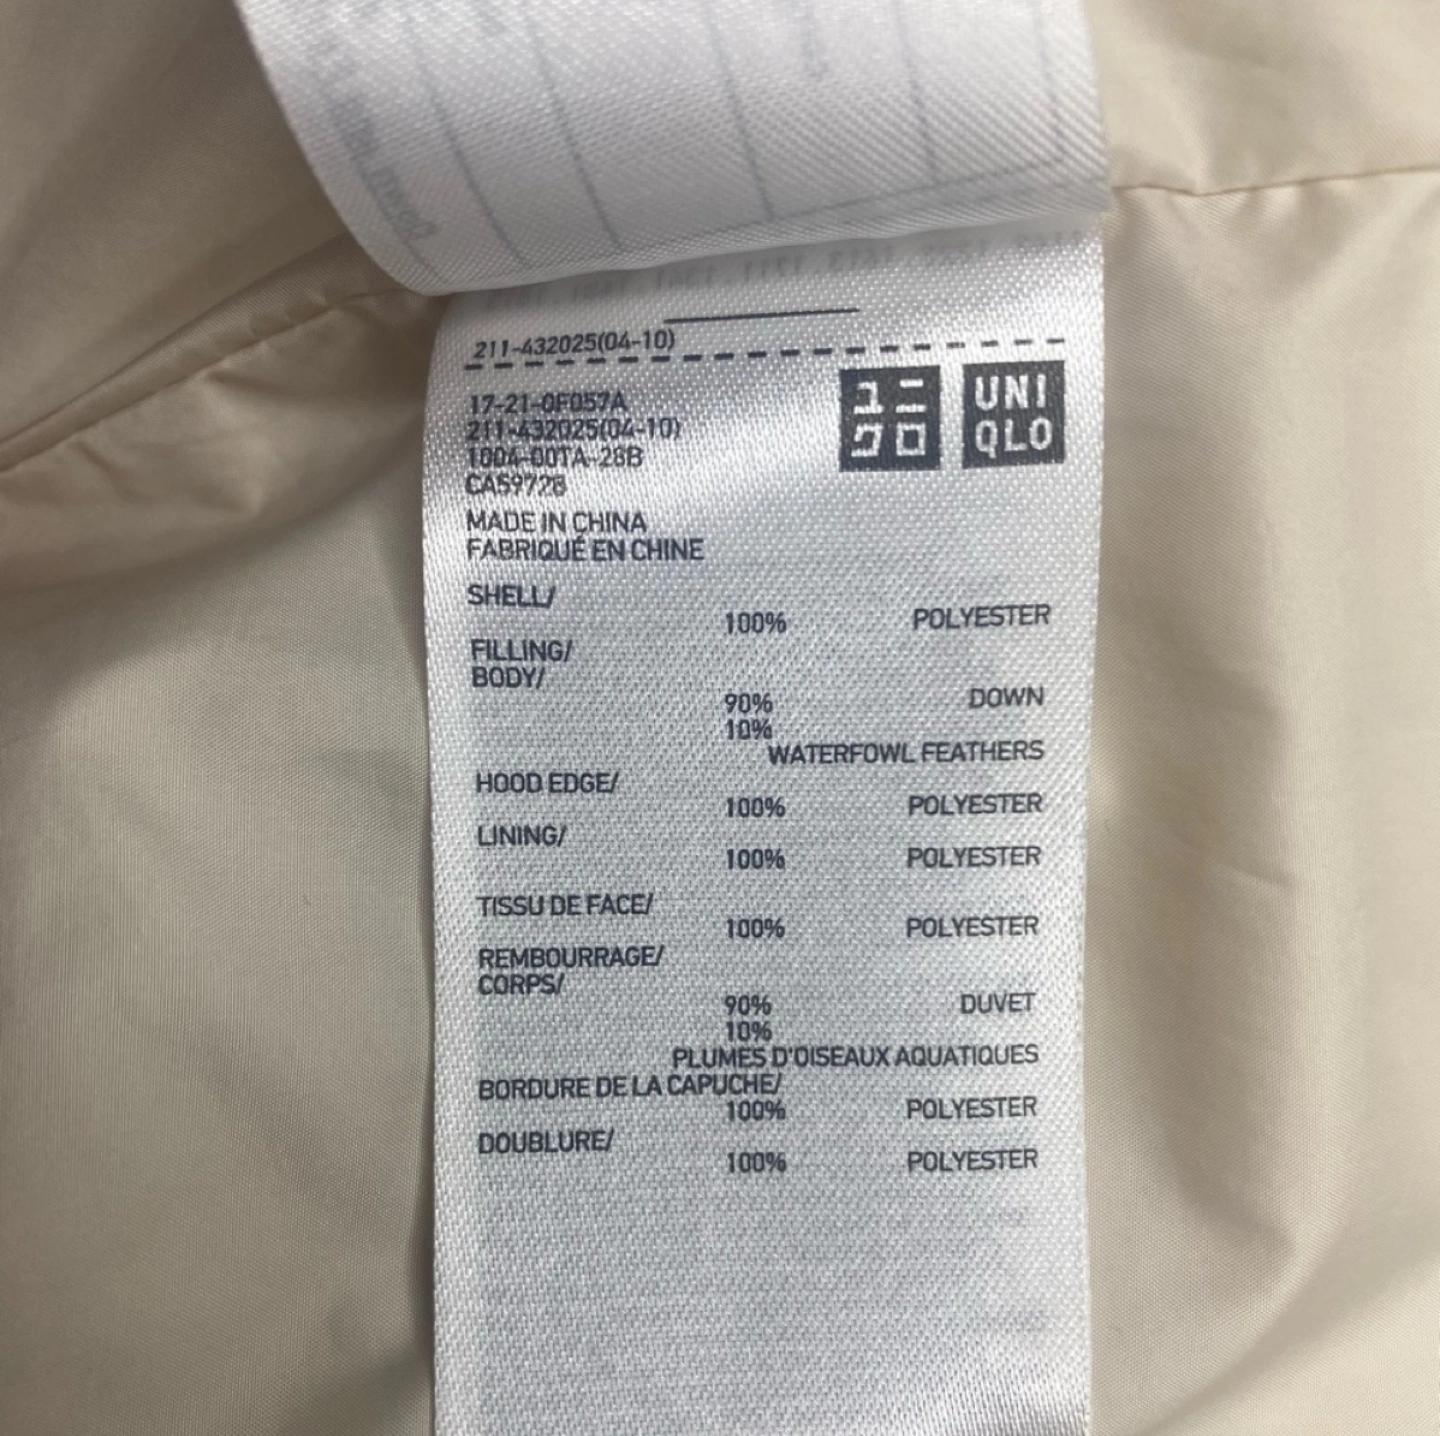 211-432025(04-10)
17-21-0F057A
211-432025(04-10)
1004-00TA-28B
CA59728
ユニ
クロ
UNI
QLO
MADE IN CHINA
FABRIQUÉ EN CHINE
SHELL/
100% POLYESTER
FILLING/
BODY/
90% DOWN
10%
WATERFOWL FEATHERS
HOOD EDGE/
100% POLYESTER
LINING/
100% POLYESTER
TISSU DE FACE/
100% POLYESTER
REMBOURRAGE/
CORPS/
90% DUVET
10%
PLUMES D'OISEAUX AQUATIQUES
BORDURE DE LA CAPUCHE/
100% POLYESTER
DOUBLURE/
100% POLYESTER